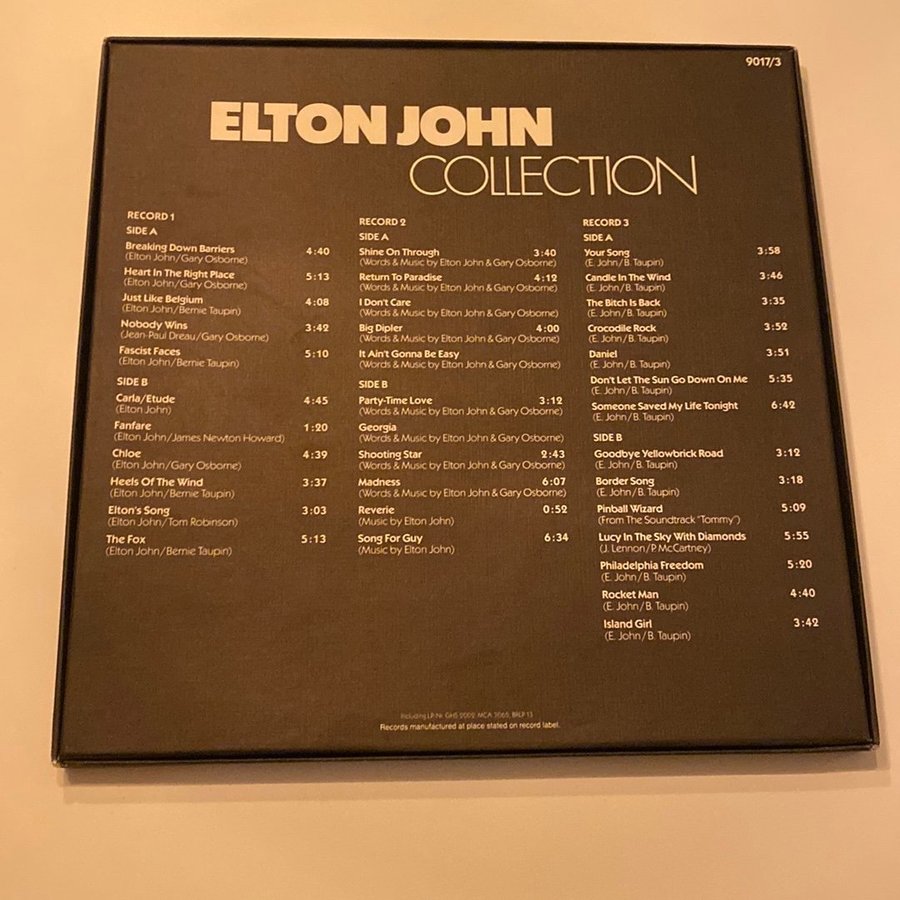 9017/3
ELTON JOHN
COLLECTION
RECORD 1
SIDE A
Breaking Down Barriers 4:40
(Elton John/Gary Osborne)
Heart In The Right Place 5:13
(Elton John/Gary Osborne)
Just Like Belgium 4:08
(Elton John/Bernie Taupin)
Nobody Wins 3:42
(Jean-Paul Dreau/Gary Osborne)
Fascist Faces 5:10
(Elton John/Bernie Taupin)
SIDE B
Carla/Etude 4:45
(Elton John)
Fanfare 1:20
(Elton John/James Newton Howard)
Chloe 4:39
(Elton John/Gary Osborne)
Heels Of The Wind 3:37
(Elton John/Bernie Taupin)
Elton's Song 3:03
(Elton John/Tom Robinson)
The Fox 5:13
(Elton John/Bernie Taupin)
RECORD 2
SIDE A
Shine On Through 3:40
(Words & Music by Elton John & Gary Osborne)
Return To Paradise 4:12
(Words & Music by Elton John & Gary Osborne)
I Don't Care
(Words & Music by Elton John & Gary Osborne)
Big Dipler 4:00
(Words & Music by Elton John & Gary Osborne)
It Ain't Gonna Be Easy
(Words & Music by Elton John & Gary Osborne)
SIDE B
Party-Time Love 3:12
(Words & Music by Elton John & Gary Osborne)
Georgia
(Words & Music by Elton John & Gary Osborne)
Shooting Star 2:43
(Words & Music by Elton John & Gary Osborne)
Madness 6:07
(Words & Music by Elton John & Gary Osborne)
Reverie 0:52
(Music by Elton John)
Song For Guy 6:34
(Music by Elton John)
RECORD 3
SIDE A
Your Song 3:58
(E. John/B. Taupin)
Candle In The Wind 3:46
(E. John/B. Taupin)
The Bitch Is Back 3:35
(E. John/B. Taupin)
Crocodile Rock 3:52
(E. John/B. Taupin)
Daniel 3:51
(E. John/B. Taupin)
Don't Let The Sun Go Down On Me 5:35
(E. John/B. Taupin)
Someone Saved My Life Tonight 6:42
(E. John/B. Taupin)
SIDE B
Goodbye Yellowbrick Road 3:12
(E. John/B. Taupin)
Border Song 3:18
(E. John/B. Taupin)
Pinball Wizard 5:09
(From The Soundtrack "Tommy")
Lucy In The Sky With Diamonds 5:55
(J. Lennon/P. McCartney)
Philadelphia Freedom 5:20
(E. John/B. Taupin)
Rocket Man 4:40
(E. John/B. Taupin)
Island Girl 3:42
(E. John/B. Taupin)
Including LP-Nr. GHS 2002, MCA 3065,
Records manufactured at place stated on record label.